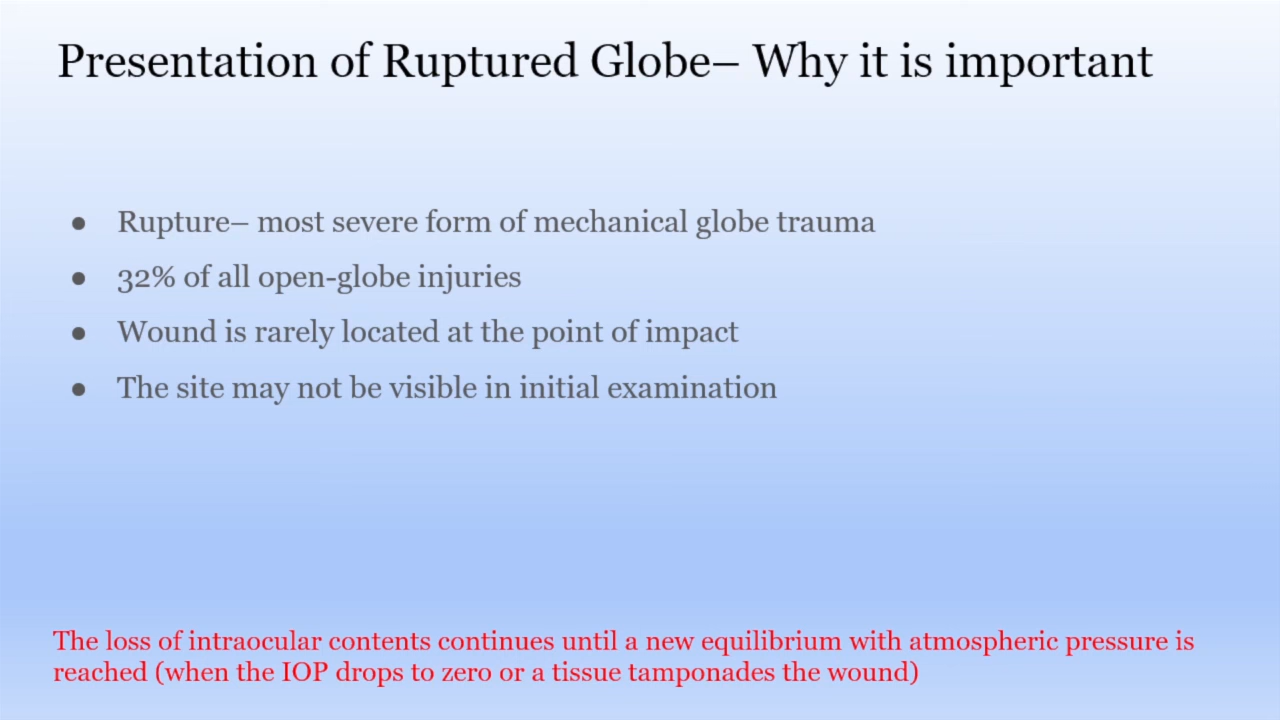 Presentation of Ruptured Globe– Why it is important
● Rupture– most severe form of mechanical globe trauma
● 32% of all open-globe injuries
● Wound is rarely located at the point of impact
● The site may not be visible in initial examination
The loss of intraocular contents continues until a new equilibrium with atmospheric pressure is
reached (when the IOP drops to zero or a tissue tamponades the wound)